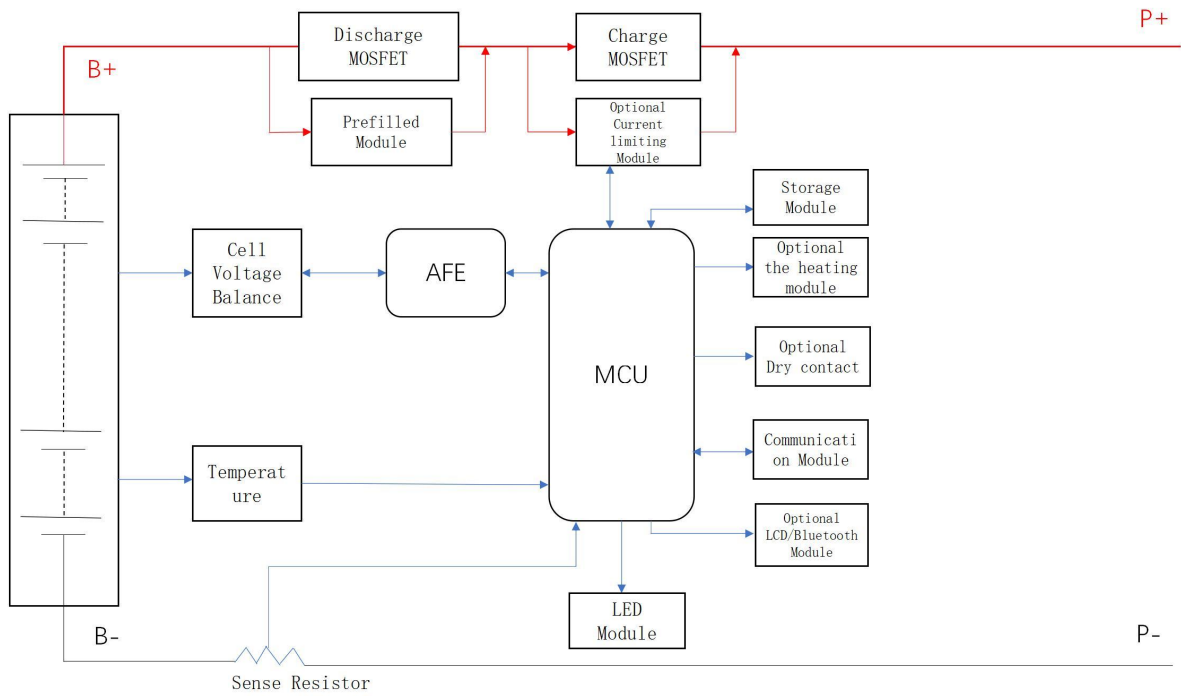 P+
Discharge
MOSFET
Charge
MOSFET
B+
Prefilled
Module
Optional
Current
limiting
Module
Storage
Module
Cell
Voltage
Balance
AFE
Optional
the heating
module
MCU
Optional
Dry contact
Communicati
on Module
Temperat
ure
Optional
LCD/Bluetooth
Module
LED
Module
B-
P-
Sense Resistor